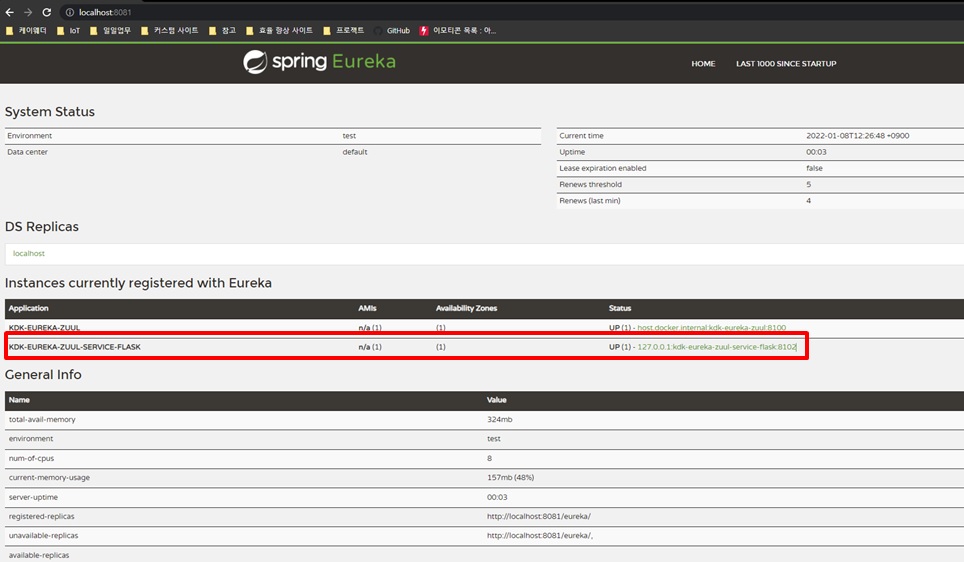 localhost:8081
케이웨더 IoT 일일업무 커스텀 사이트 참고 효율 향상 사이트 프로젝트 GitHub 이모티콘 목록 : 아...
spring Eureka HOME LAST 1000 SINCE STARTUP
System Status
Environment test Current time 2022-01-08T12:26:48 +0900
Data center default Uptime 00:03
Lease expiration enabled false
Renews threshold 5
Renews (last min) 4
DS Replicas
localhost
Instances currently registered with Eureka
Application AMIs Availability Zones Status
KDK-EUREKA-ZUUL n/a (1) (1) UP (1) - host.docker.internal:kdk-eureka-zuul:8100
KDK-EUREKA-ZUUL-SERVICE-FLASK n/a (1) (1) UP (1) - 127.0.0.1:kdk-eureka-zuul-service-flask:8102
General Info
Name Value
total-avail-memory 324mb
environment test
num-of-cpus 8
current-memory-usage 157mb (48%)
server-uptime 00:03
registered-replicas http://localhost:8081/eureka/
unavailable-replicas http://localhost:8081/eureka/,
available-replicas